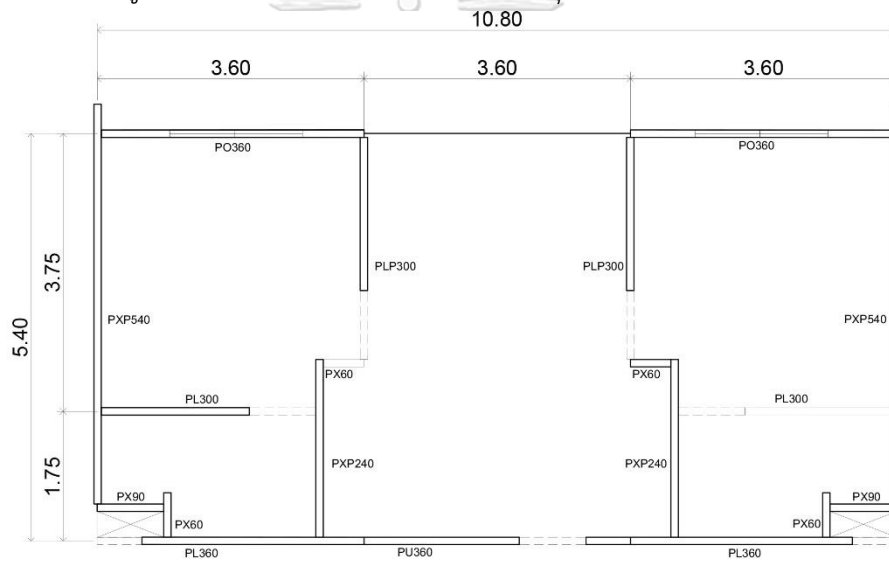 10.80
3.60 3.60 3.60
PO360 PO360
3.75
PLP300 PLP300
5.40
PXP540 PXP540
PX60 PX60
PL300 PL300
1.75
PXP240 PXP240
PX90 PX90
PX60 PX60
PL360 PU360 PL360